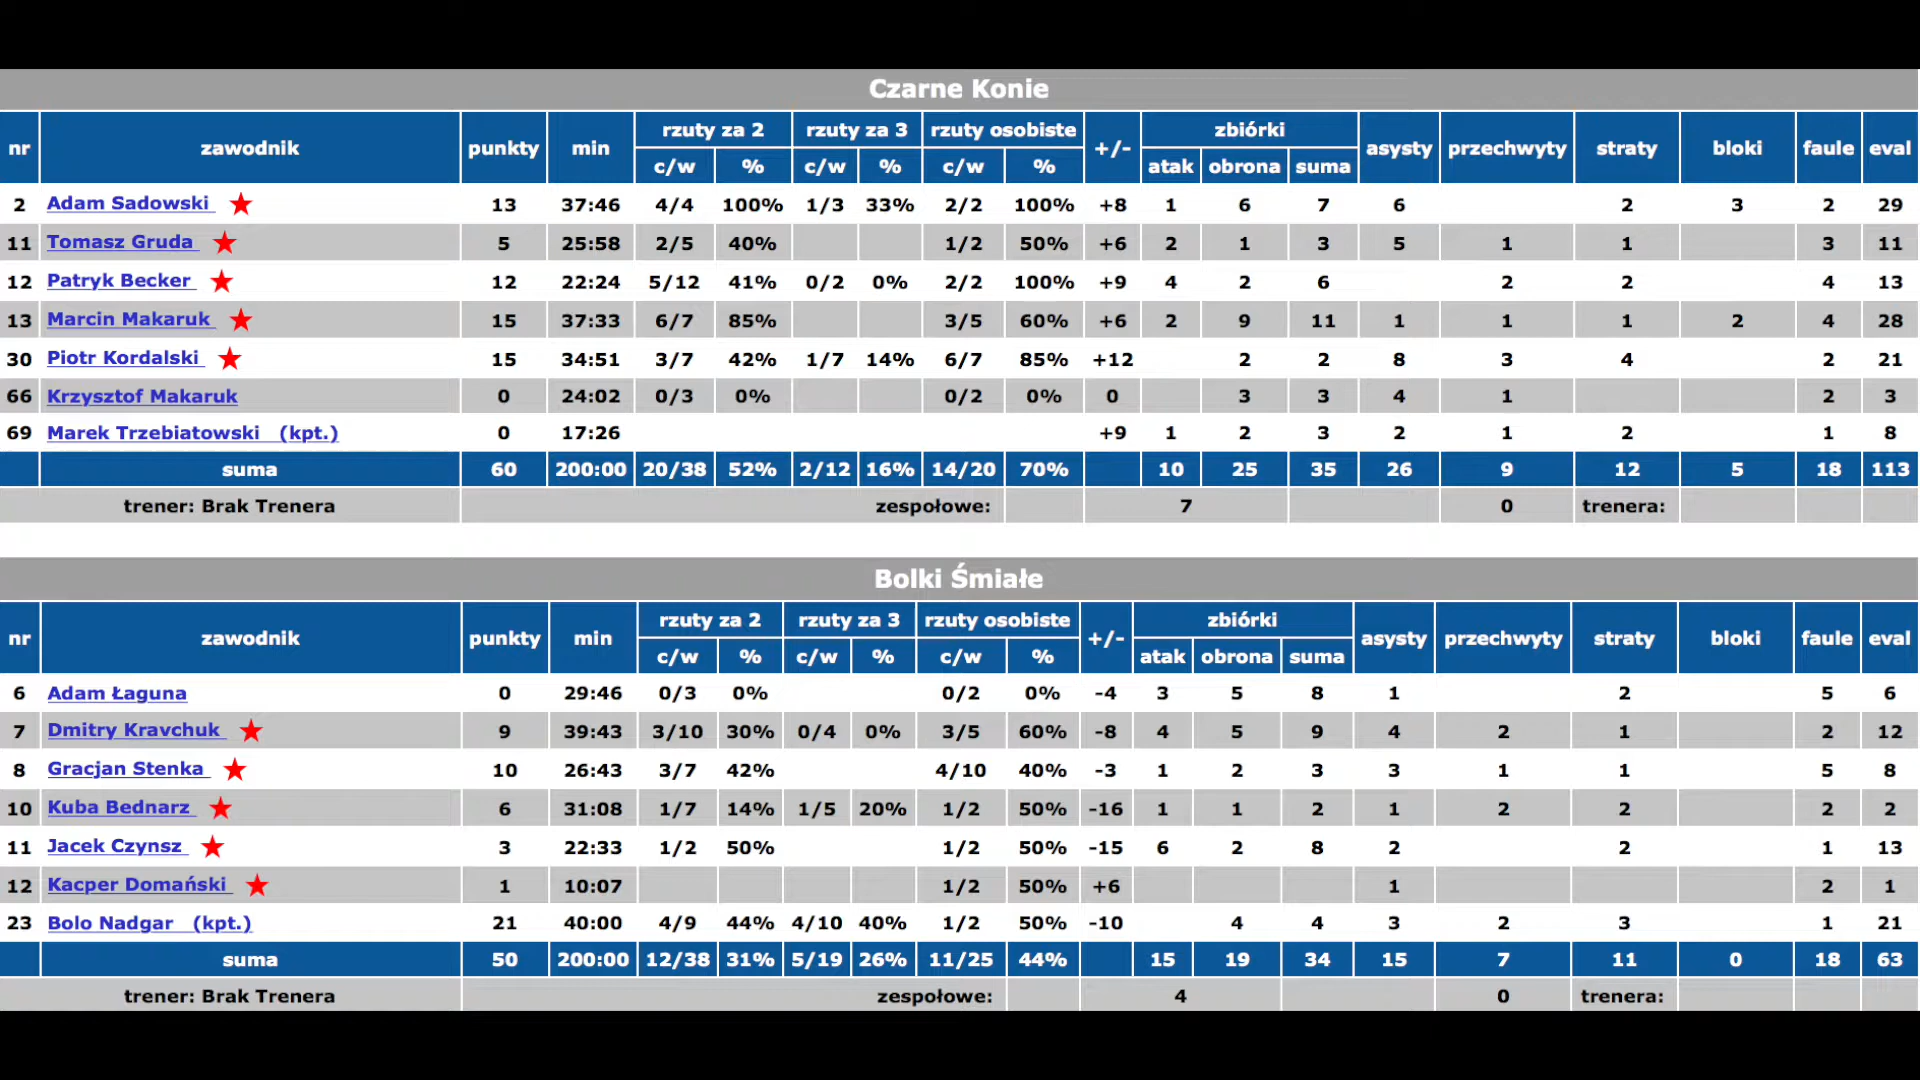 Czarne Konie
nr zawodnik punkty min rzuty za 2 rzuty za 3 rzuty osobiste +/- zbiórki asysty przechwyty straty bloki faule eval
c/w % c/w % c/w % atak obrona suma
2 Adam Sadowski 13 37:46 4/4 100% 1/3 33% 2/2 100% +8 1 6 7 6 2 3 2 29
11 Tomasz Gruda 5 25:58 2/5 40% 1/2 50% +6 2 1 3 5 1 1 3 11
12 Patryk Becker 12 22:24 5/12 41% 0/2 0% 2/2 100% +9 4 2 6 2 2 4 13
13 Marcin Makaruk 15 37:33 6/7 85% 3/5 60% +6 2 9 11 1 1 1 2 4 28
30 Piotr Kordalski 15 34:51 3/7 42% 1/7 14% 6/7 85% +12 2 2 8 3 4 2 21
66 Krzysztof Makaruk 0 24:02 0/3 0% 0/2 0% 0 3 3 4 1 2 3
69 Marek Trzebiatowski (kpt.) 0 17:26 +9 1 2 3 2 1 2 1 8
suma 60 200:00 20/38 52% 2/12 16% 14/20 70% 10 25 35 26 9 12 5 18 113
trener: Brak Trenera zespołowe: 7 0 trenera:
Bolki Śmiałe
nr zawodnik punkty min rzuty za 2 rzuty za 3 rzuty osobiste +/- zbiórki asysty przechwyty straty bloki faule eval
c/w % c/w % c/w % atak obrona suma
6 Adam Łaguna 0 29:46 0/3 0% 0/2 0% -4 3 5 8 1 2 5 6
7 Dmitry Kravchuk 9 39:43 3/10 30% 0/4 0% 3/5 60% -8 4 5 9 4 2 1 2 12
8 Gracjan Stenka 10 26:43 3/7 42% 4/10 40% -3 1 2 3 3 1 1 5 8
10 Kuba Bednarz 6 31:08 1/7 14% 1/5 20% 1/2 50% -16 1 1 2 1 2 2 2 2
11 Jacek Czynsz 3 22:33 1/2 50% 1/2 50% -15 6 2 8 2 2 1 13
12 Kacper Domański 1 10:07 1/2 50% +6 1 2 1
23 Bolo Nadgar (kpt.) 21 40:00 4/9 44% 4/10 40% 1/2 50% -10 4 4 3 2 3 1 21
suma 50 200:00 12/38 31% 5/19 26% 11/25 44% 15 19 34 15 7 11 0 18 63
trener: Brak Trenera zespołowe: 4 0 trenera: